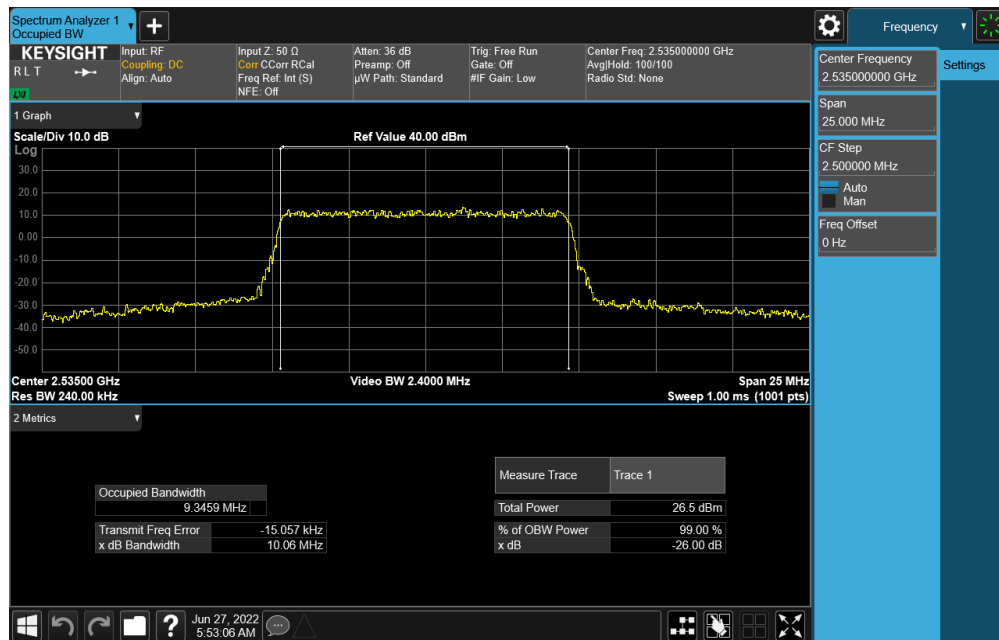 Spectrum Analyzer 1
Occupied BW
Frequency
KEYSIGHT
R L T
LXI
Input: RF
Coupling: DC
Align: Auto
Input Z: 50 Ω
Corr CCorr RCal
Freq Ref: Int (S)
NFE: Off
Atten: 36 dB
Preamp: Off
µW Path: Standard
Trig: Free Run
Gate: Off
#IF Gain: Low
Center Freq: 2.535000000 GHz
Avg|Hold: 100/100
Radio Std: None
Center Frequency
2.535000000 GHz
Settings
Span
25.000 MHz
CF Step
2.500000 MHz
Auto
Man
Freq Offset
0 Hz
1 Graph
Scale/Div 10.0 dB
Ref Value 40.00 dBm
Log
30.0
20.0
10.0
0.00
-10.0
-20.0
-30.0
-40.0
-50.0
Center 2.53500 GHz
Video BW 2.4000 MHz
Span 25 MHz
Res BW 240.00 kHz
Sweep 1.00 ms (1001 pts)
2 Metrics
Measure Trace Trace 1
Occupied Bandwidth
9.3459 MHz
Total Power 26.5 dBm
Transmit Freq Error -15.057 kHz
% of OBW Power 99.00 %
x dB Bandwidth 10.06 MHz
x dB -26.00 dB
Jun 27, 2022
5:53:06 AM